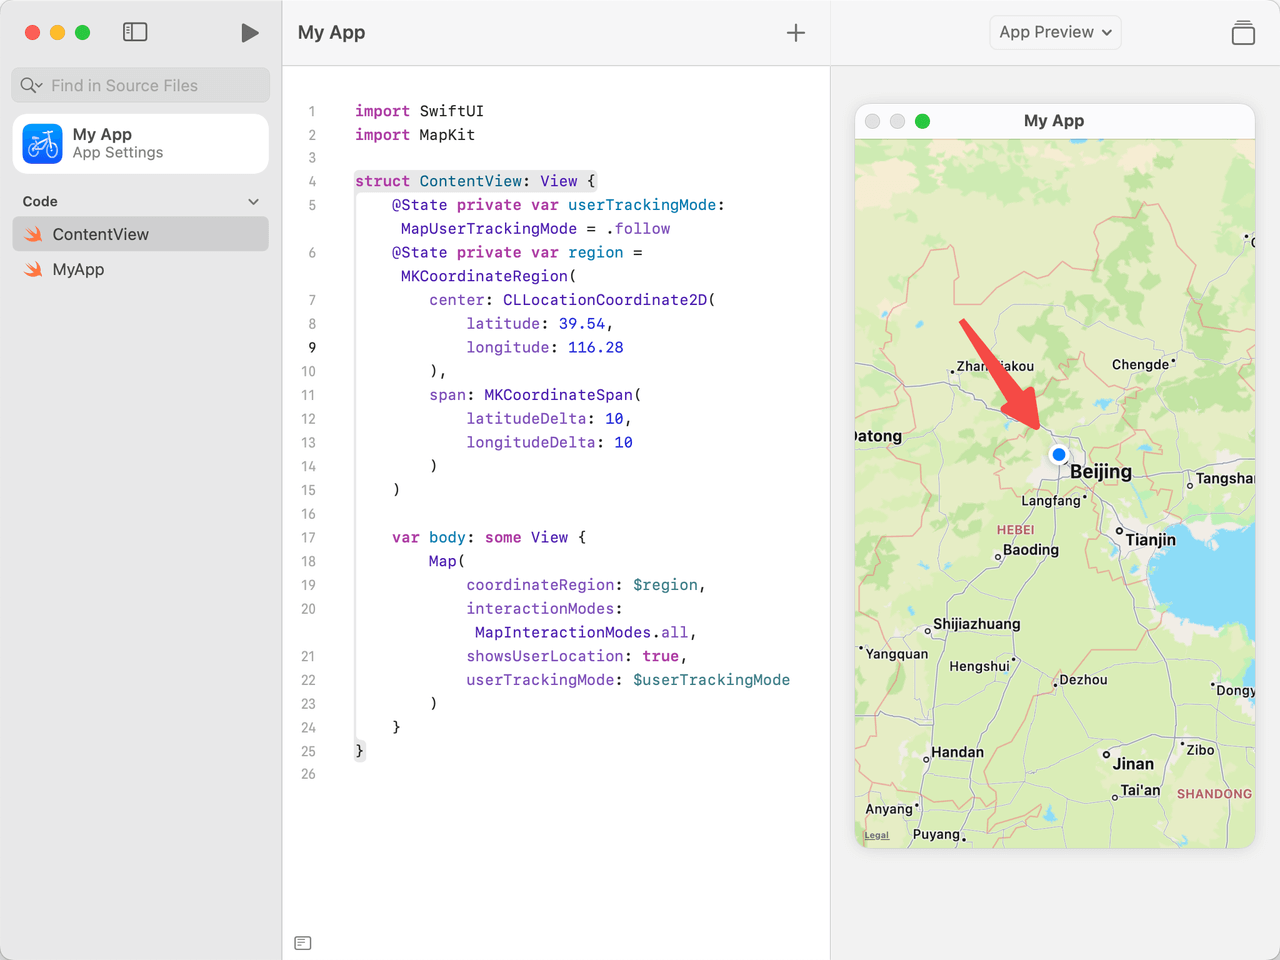 My App
App Preview
Find in Source Files
My App
App Settings
Code
ContentView
MyApp
1 import SwiftUI
2 import MapKit
3
4 struct ContentView: View {
5 @State private var userTrackingMode:
MapUserTrackingMode = .follow
6 @State private var region =
MKCoordinateRegion(
7 center: CLLocationCoordinate2D(
8 latitude: 39.54,
9 longitude: 116.28
10 ),
11 span: MKCoordinateSpan(
12 latitudeDelta: 10,
13 longitudeDelta: 10
14 )
15 )
16
17 var body: some View {
18 Map(
19 coordinateRegion: $region,
20 interactionModes:
MapInteractionModes.all,
21 showsUserLocation: true,
22 userTrackingMode: $userTrackingMode
23 )
24 }
25 }
26
My App
Chengde
Datong
Beijing
Tangsha
Langfang
HEBEI
Tianjin
Baoding
Shijiazhuang
Yangquan
Hengshui
Dezhou
Dongy
Handan
Zibo
Jinan
Tai'an
SHANDONG
Anyang
Puyang
Legal